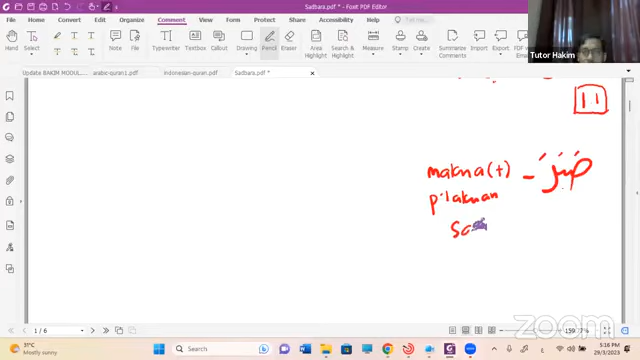 Sadbara.pdf * - Foxit PDF Editor
File Home Convert Edit Organize Comment View Form Protect Share Accessibility Help
Hand Select Typewriter Textbox Callout Drawing Pencil Eraser Area Highlight Search & Highlight Measure Stamp Create Summarize Comments Import Comments Export
Tutor Hakim
Update BAKIM MODUL arabic-quran1.pdf indonesian-quran.pdf Sadbara.pdf *
11
makna(t) -
pilakuan
1 / 6
zoom
31°C
Mostly sunny
Search
5:16 PM
29/3/2023